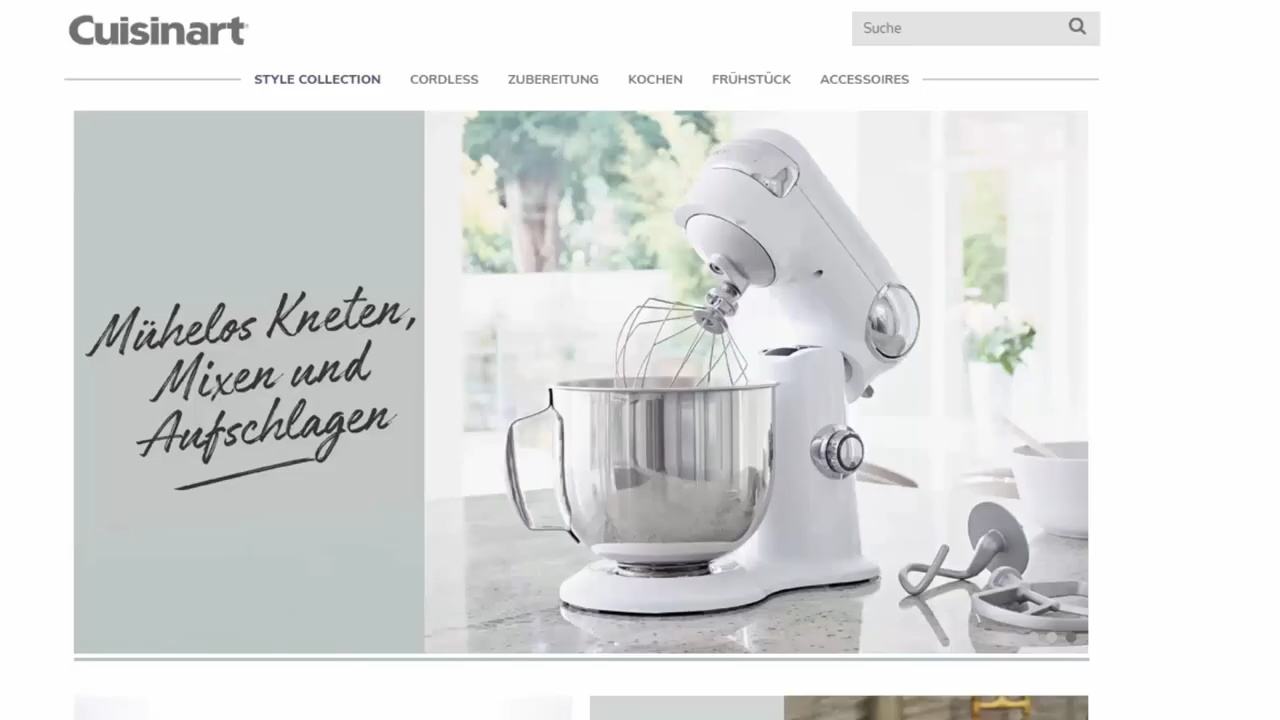 Cuisinart
Suche
STYLE COLLECTION CORDLESS ZUBEREITUNG KOCHEN FRÜHSTÜCK ACCESSOIRES
Mühelos Kneten,
Mixen und
Aufschlagen